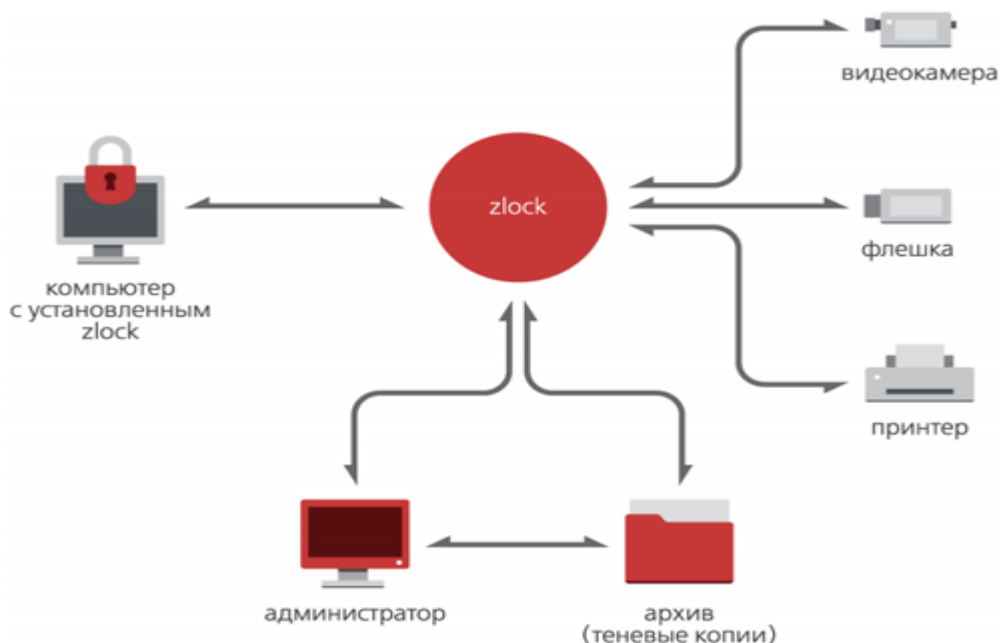 видеокамера
zlock
флешка
компьютер
с установленным
zlock
принтер
администратор
архив
(теневые копии)